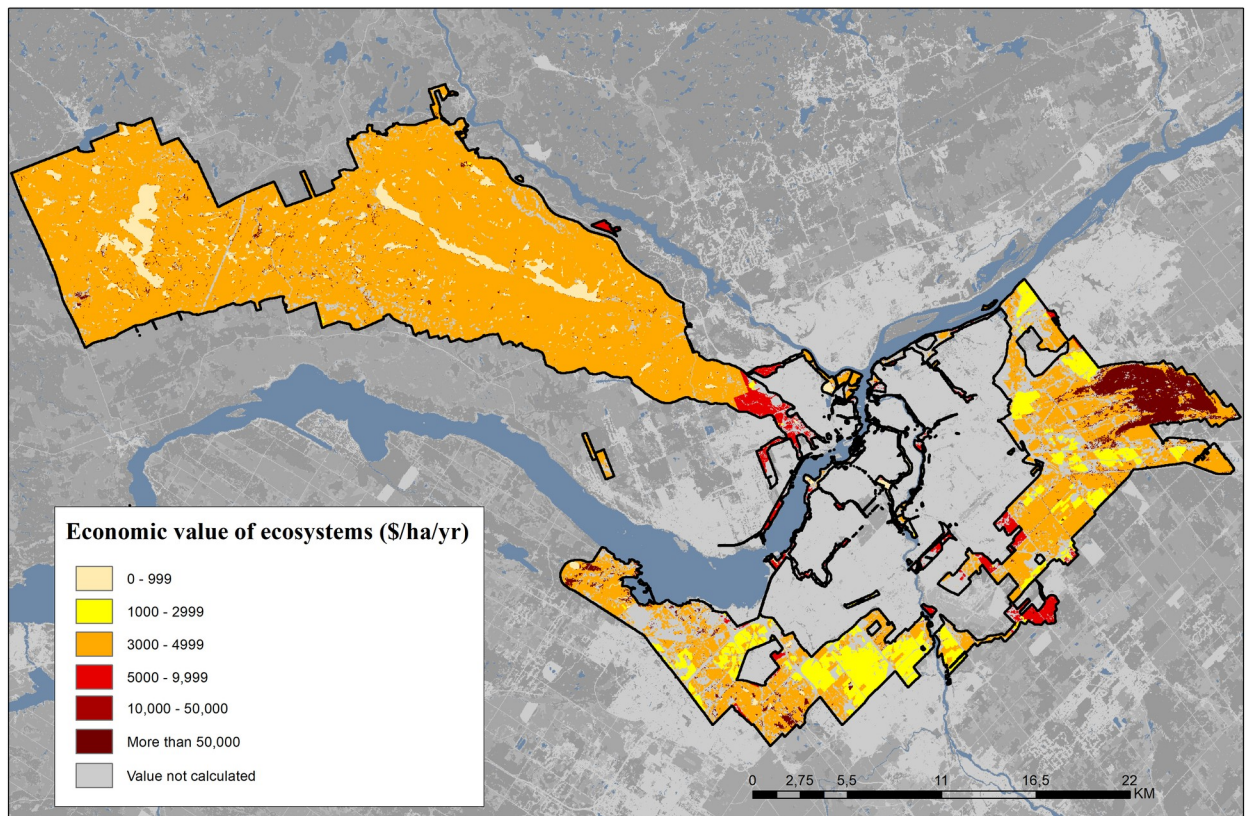 Economic value of ecosystems ($/ha/yr)
0 - 999
1000 - 2999
3000 - 4999
5000 - 9,999
10,000 - 50,000
More than 50,000
Value not calculated
0 2,75 5,5 11 16,5 22
KM